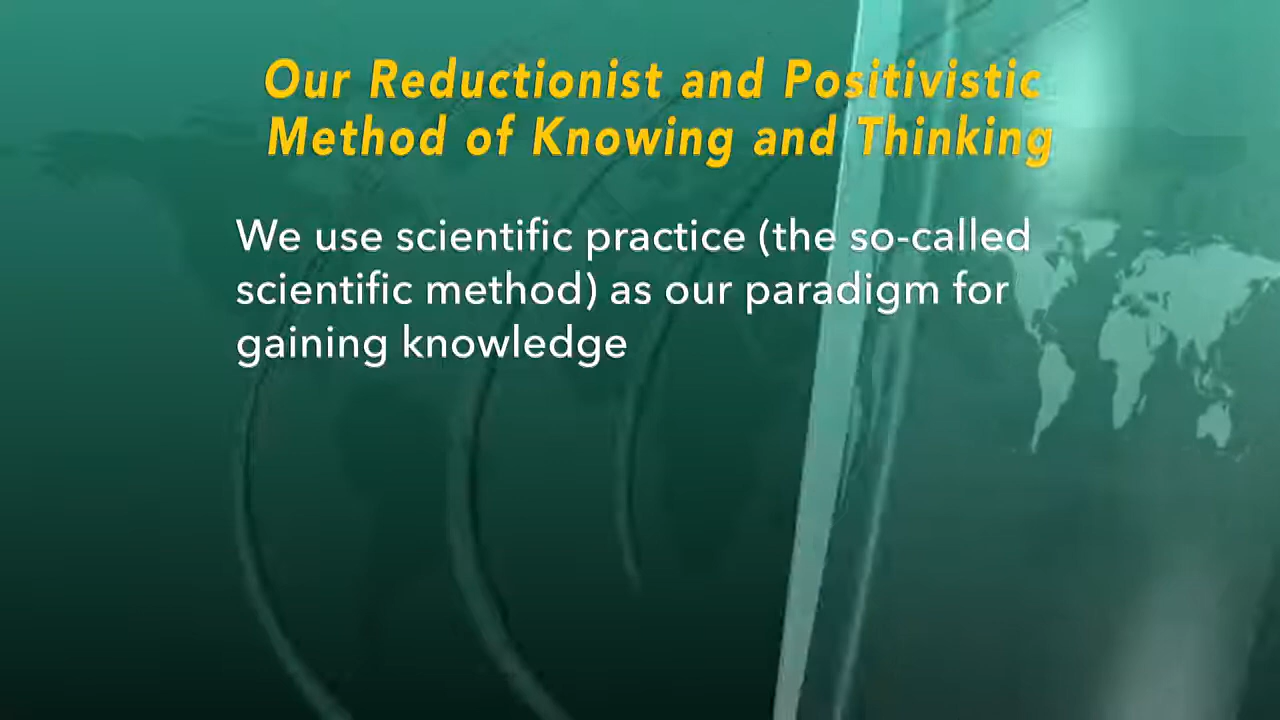 Our Reductionist and Positivistic
Method of Knowing and Thinking
We use scientific practice (the so-called
scientific method) as our paradigm for
gaining knowledge